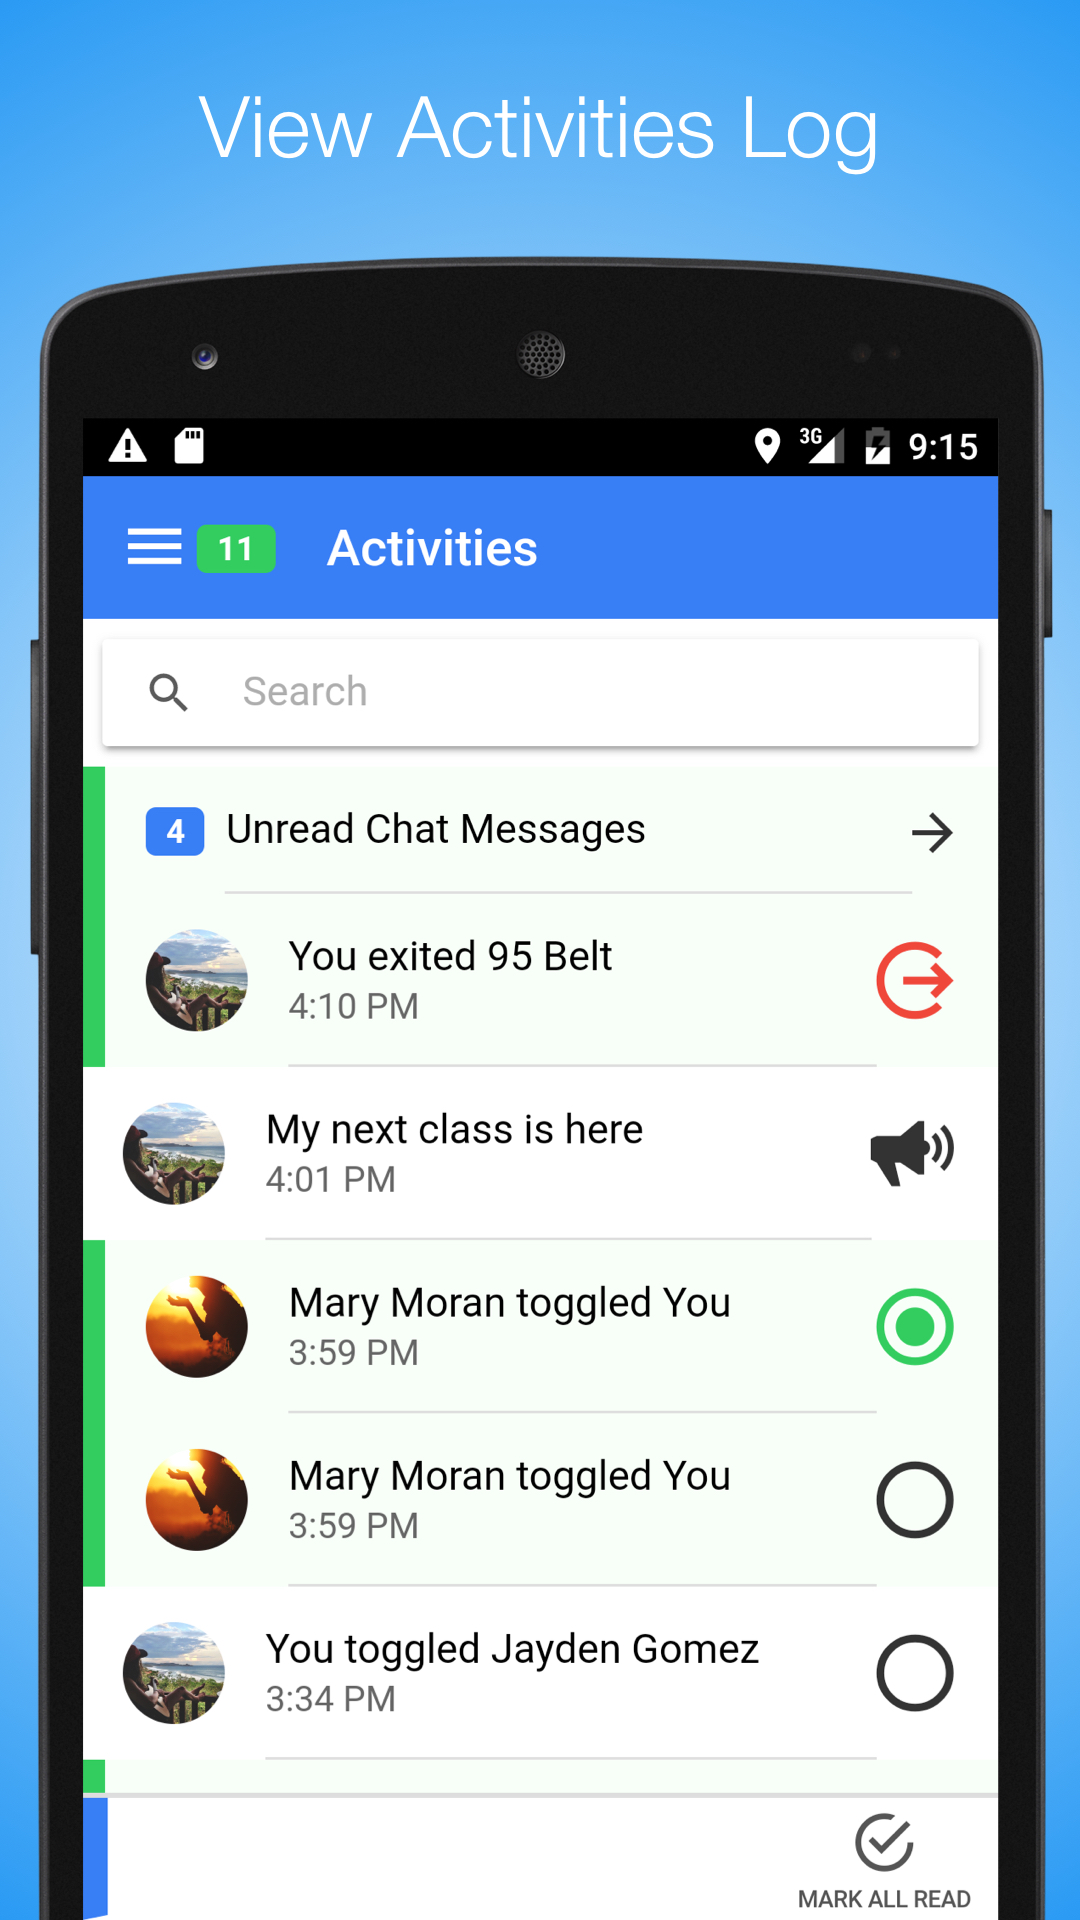 View Activities Log
3G 9:15
11 Activities
Search
4 Unread Chat Messages
You exited 95 Belt
4:10 PM
My next class is here
4:01 PM
Mary Moran toggled You
3:59 PM
Mary Moran toggled You
3:59 PM
You toggled Jayden Gomez
3:34 PM
MARK ALL READ